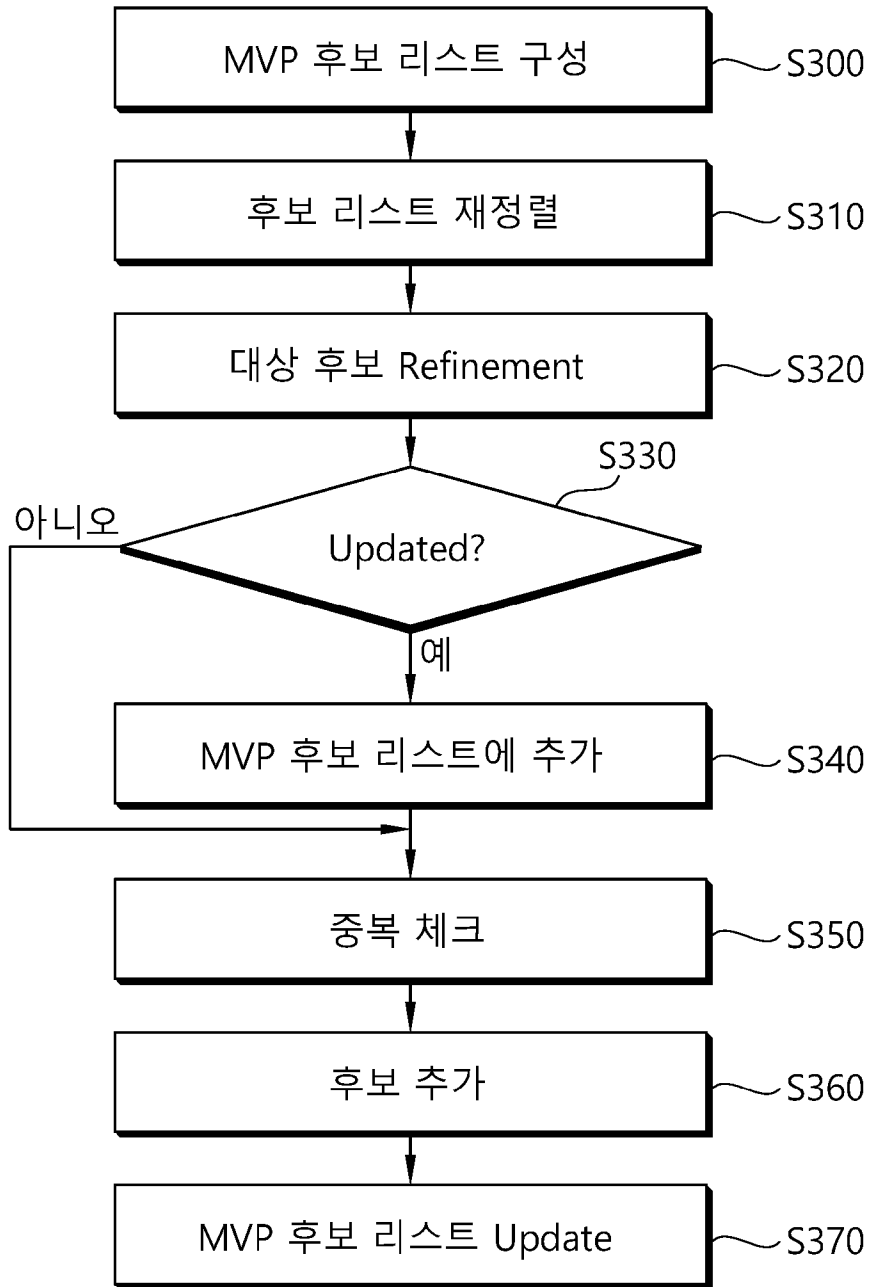 MVP 후보 리스트 구성
S300
후보 리스트 재정렬
S310
대상 후보 Refinement
S320
S330
아니오
Updated?
예
MVP 후보 리스트에 추가
S340
중복 체크
S350
후보 추가
S360
MVP 후보 리스트 Update
S370